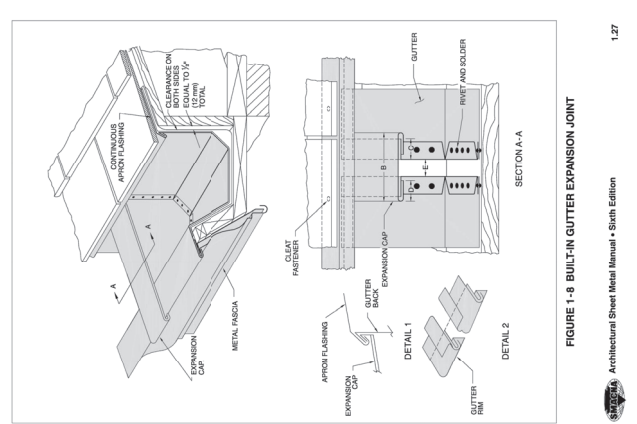 CONTINUOUS
APRON FLASHING
CLEARANCE ON
BOTH SIDES
EQUAL TO ½"
(12 mm)
TOTAL
A
A
EXPANSION
CAP
METAL FASCIA
CLEAT
FASTENER
GUTTER
RIVET AND SOLDER
B
C
D
E
EXPANSION CAP
SECTON A-A
APRON FLASHING
GUTTER
BACK
EXPANSION
CAP
DETAIL 1
GUTTER
RIM
DETAIL 2
FIGURE 1-8 BUILT-IN GUTTER EXPANSION JOINT
SMACNA Architectural Sheet Metal Manual • Sixth Edition
1.27